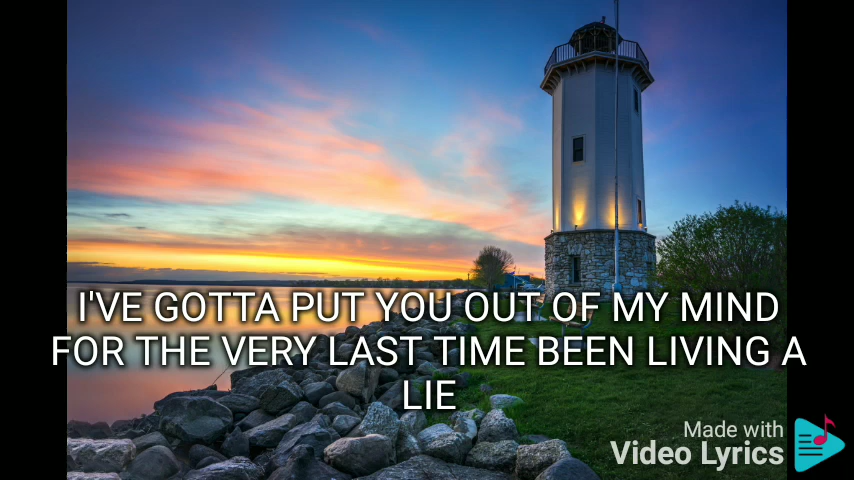 I'VE GOTTA PUT YOU OUT OF MY MIND
FOR THE VERY LAST TIME BEEN LIVING A
LIE
Made with
Video Lyrics